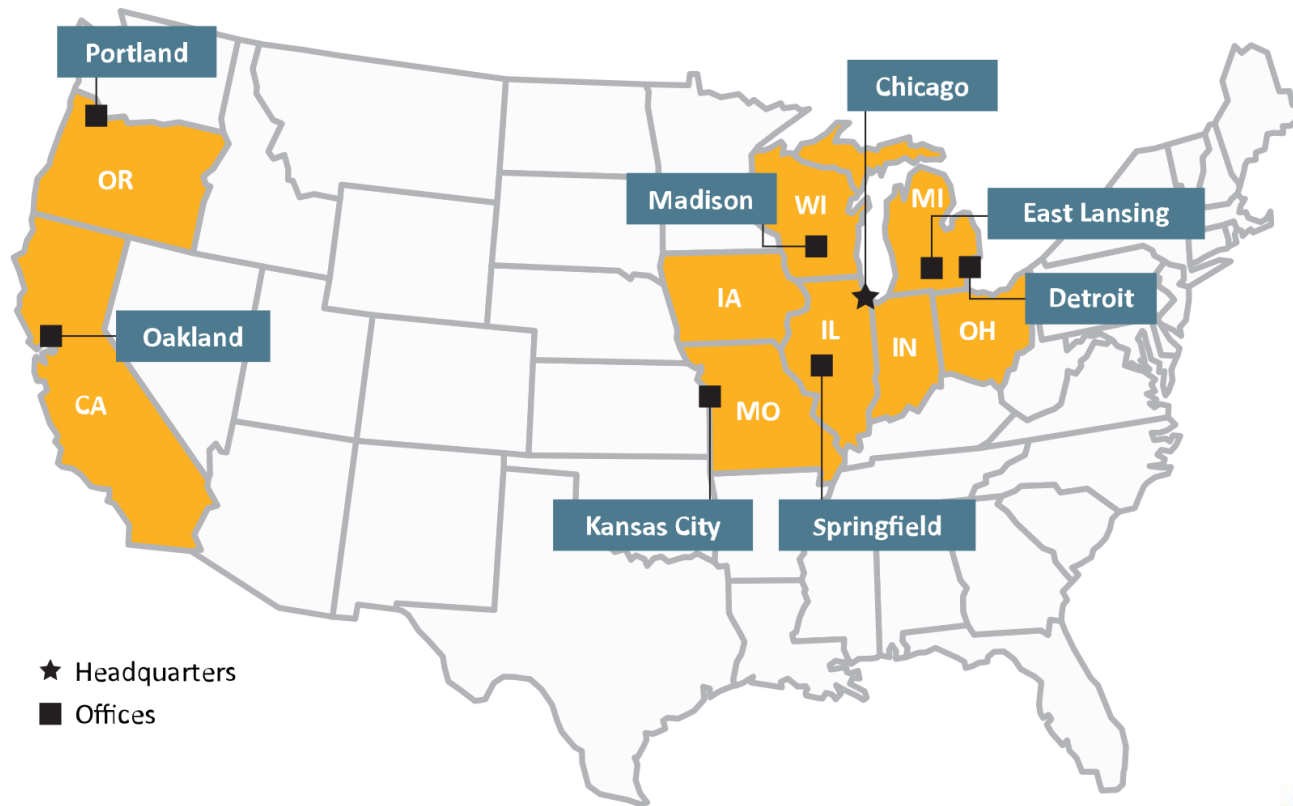 Portland
Chicago
OR
Madison
WI
MI
East Lansing
IA
Detroit
Oakland
IL
IN
OH
CA
MO
Kansas City
Springfield
Headquarters
Offices